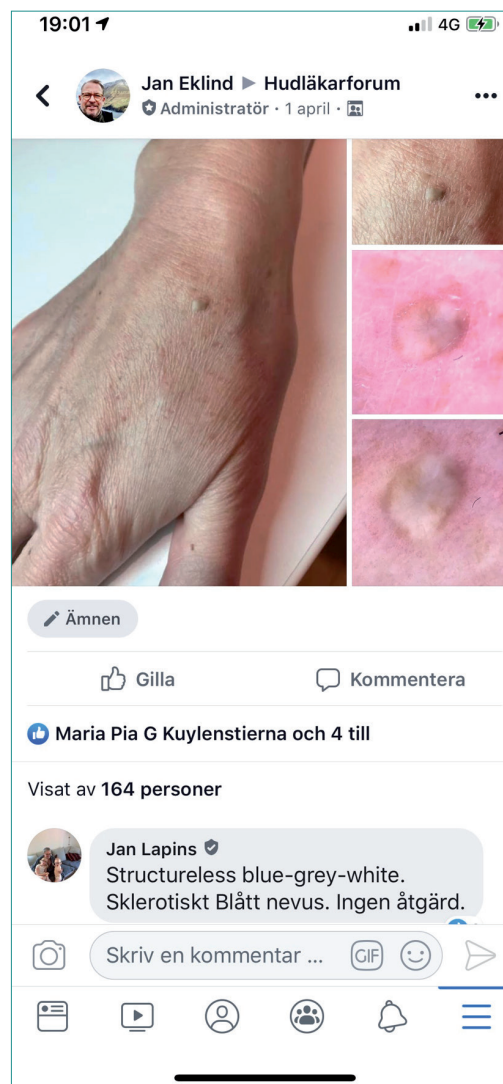 19:01
4G
Jan Eklind ▶ Hudläkarforum
Administratör · 1 april ·
Ämnen
Gilla
Kommentera
Maria Pia G Kuylenstierna och 4 till
Visat av 164 personer
Jan Lapins
Structureless blue-grey-white.
Sklerotiskt Blått nevus. Ingen åtgärd.
Skriv en kommentar ...
GIF